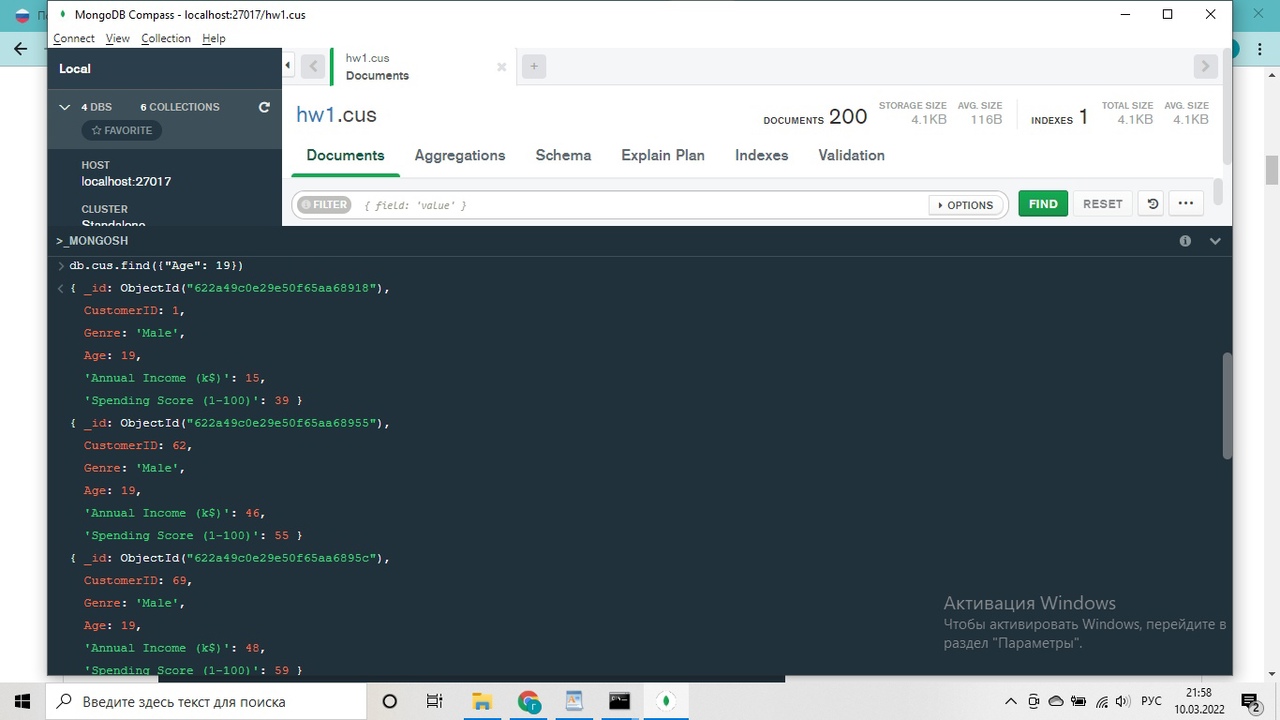 MongoDB Compass - localhost:27017/hw1.cus
Connect View Collection Help
Local
hw1.cus
Documents
4 DBS 6 COLLECTIONS
FAVORITE
HOST
localhost:27017
CLUSTER
Standalone
hw1.cus
DOCUMENTS 200
STORAGE SIZE 4.1KB
AVG. SIZE 116B
INDEXES 1
TOTAL SIZE 4.1KB
AVG. SIZE 4.1KB
Documents Aggregations Schema Explain Plan Indexes Validation
FILTER { field: 'value' } OPTIONS FIND RESET
>_MONGOSH
> db.cus.find({"Age": 19})
< { _id: ObjectId("622a49c0e29e50f65aa68918"),
CustomerID: 1,
Genre: 'Male',
Age: 19,
'Annual Income (k$)': 15,
'Spending Score (1-100)': 39 }
{ _id: ObjectId("622a49c0e29e50f65aa68955"),
CustomerID: 62,
Genre: 'Male',
Age: 19,
'Annual Income (k$)': 46,
'Spending Score (1-100)': 55 }
{ _id: ObjectId("622a49c0e29e50f65aa6895c"),
CustomerID: 69,
Genre: 'Male',
Age: 19,
'Annual Income (k$)': 48,
'Spending Score (1-100)': 59 }
Активация Windows
Чтобы активировать Windows, перейдите в
раздел "Параметры".
Введите здесь текст для поиска
РУС
21:58
10.03.2022
2